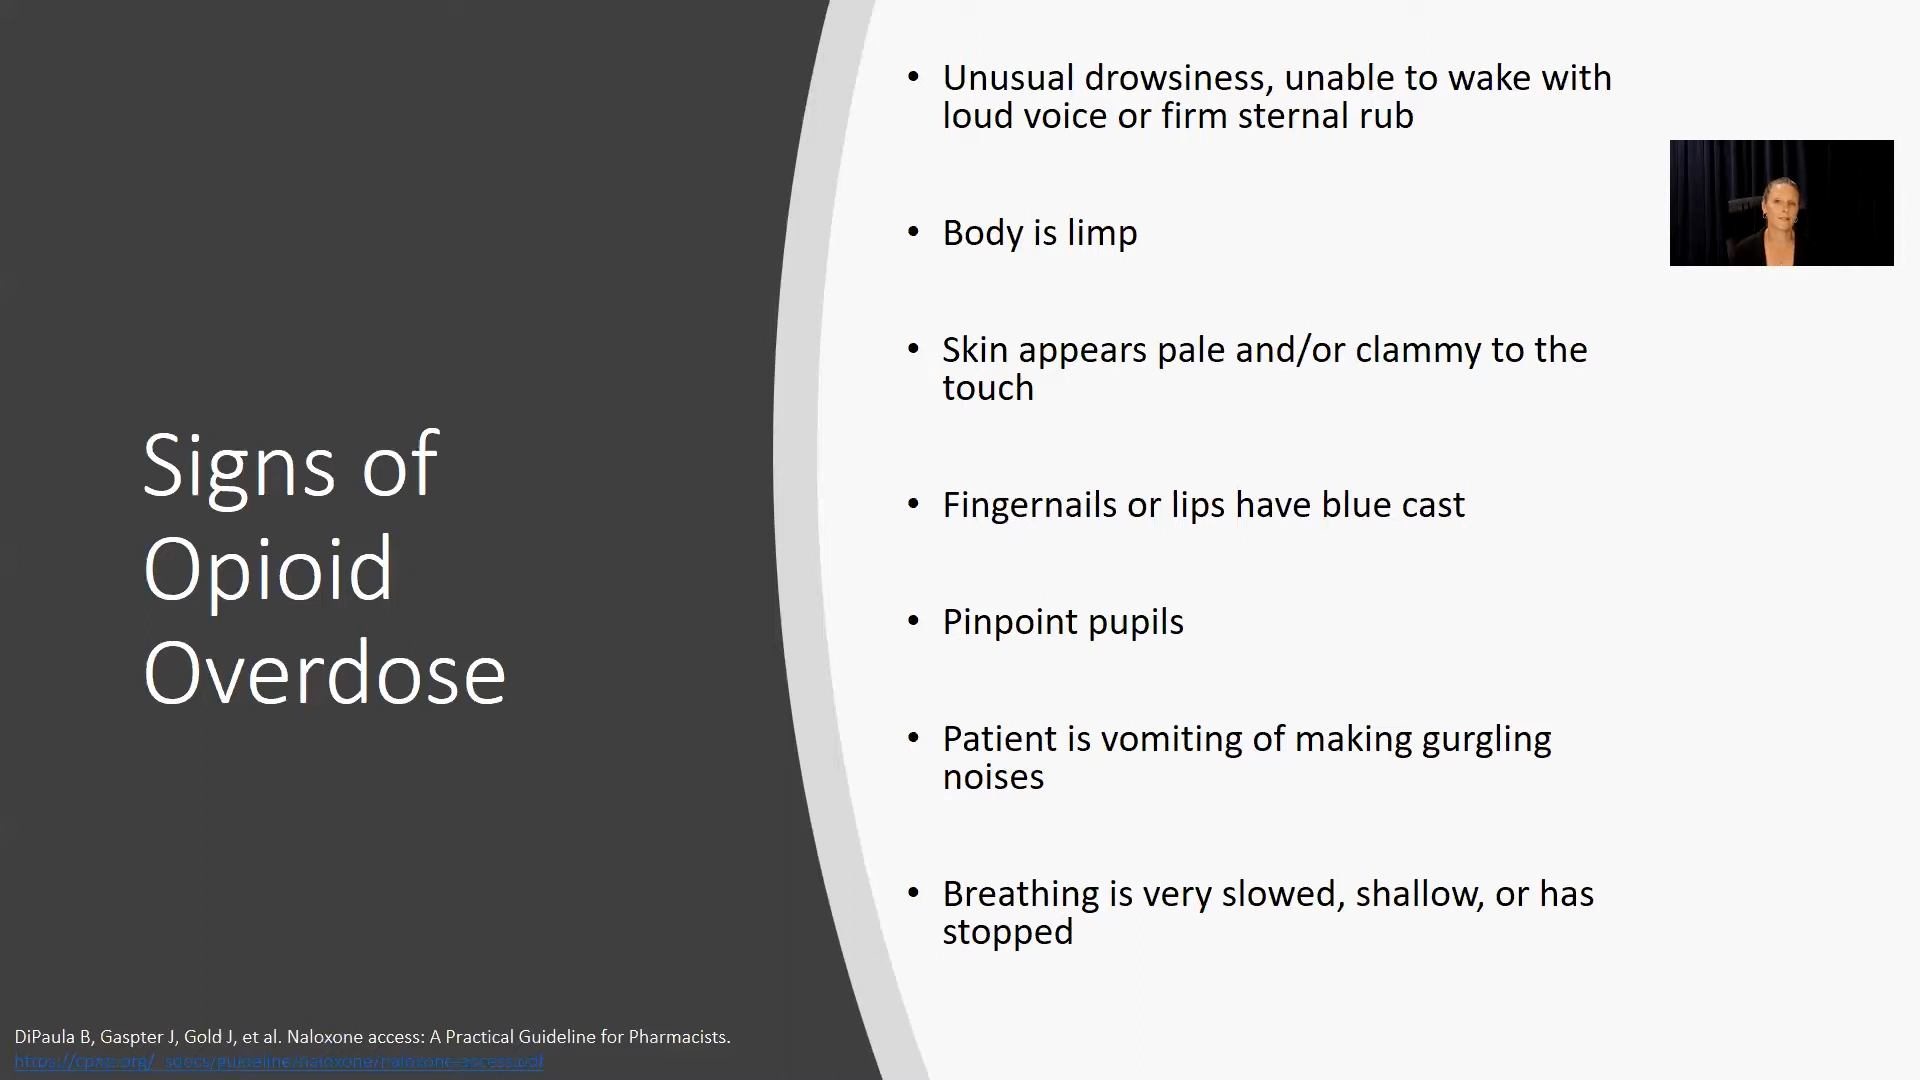 Signs of
Opioid
Overdose
• Unusual drowsiness, unable to wake with
loud voice or firm sternal rub
• Body is limp
• Skin appears pale and/or clammy to the
touch
• Fingernails or lips have blue cast
• Pinpoint pupils
• Patient is vomiting of making gurgling
noises
• Breathing is very slowed, shallow, or has
stopped
DiPaula B, Gaspter J, Gold J, et al. Naloxone access: A Practical Guideline for Pharmacists.